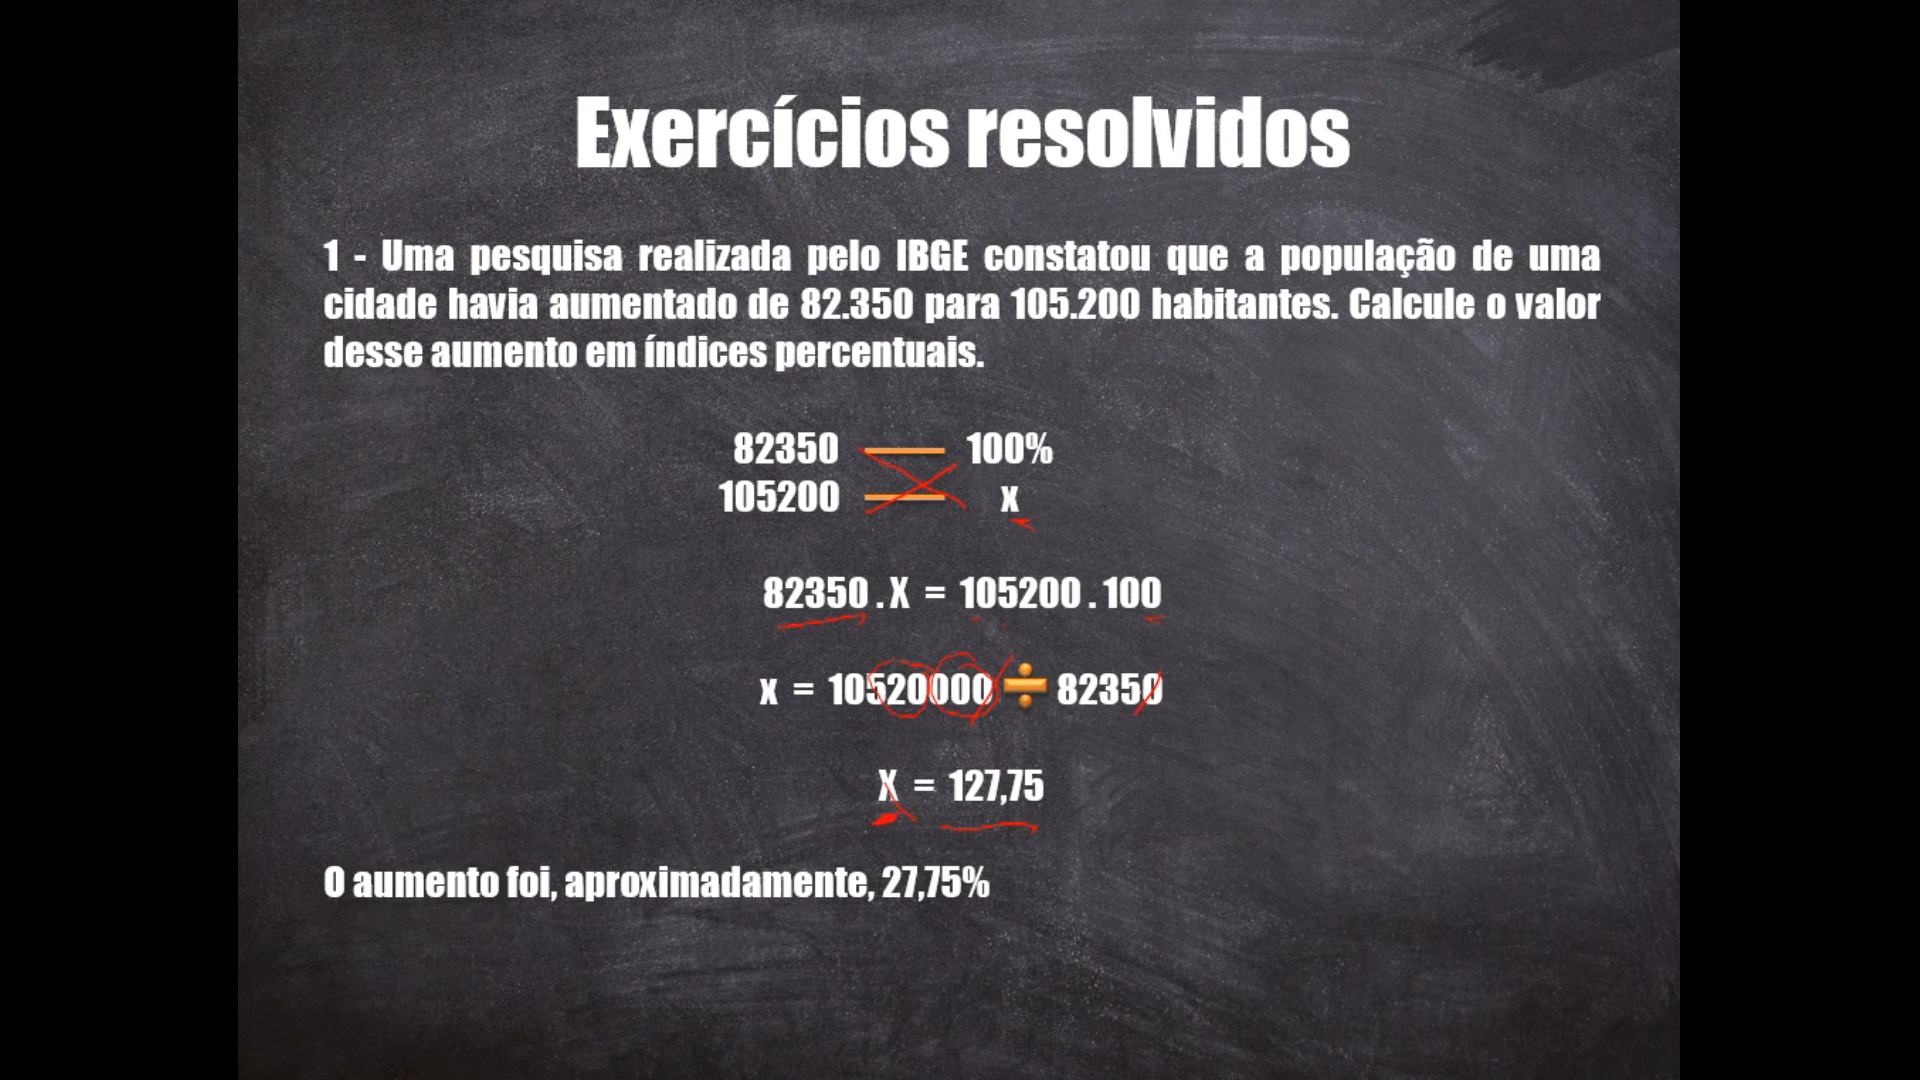 Exercícios resolvidos
1 - Uma pesquisa realizada pelo IBGE constatou que a população de uma
cidade havia aumentado de 82.350 para 105.200 habitantes. Calcule o valor
desse aumento em índices percentuais.
82350 100%
105200 x
82350 . X = 105200 . 100
x = 10520000 ÷ 82350
X = 127,75
O aumento foi, aproximadamente, 27,75%